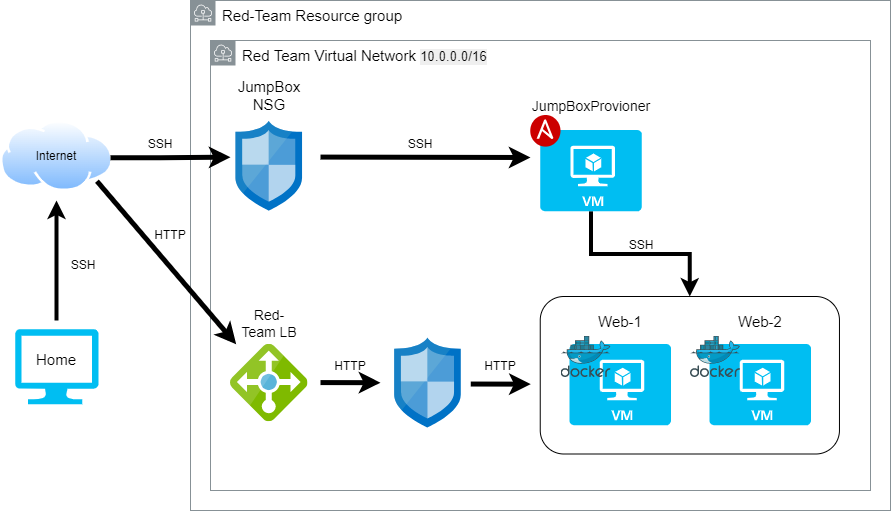 Red-Team Resource group
Red Team Virtual Network 10.0.0.0/16
JumpBox
NSG
JumpBoxProvioner
Internet
SSH
SSH
VM
HTTP
SSH
SSH
Red-
Team LB
Home
HTTP
HTTP
Web-1
Web-2
docker
docker
VM
VM